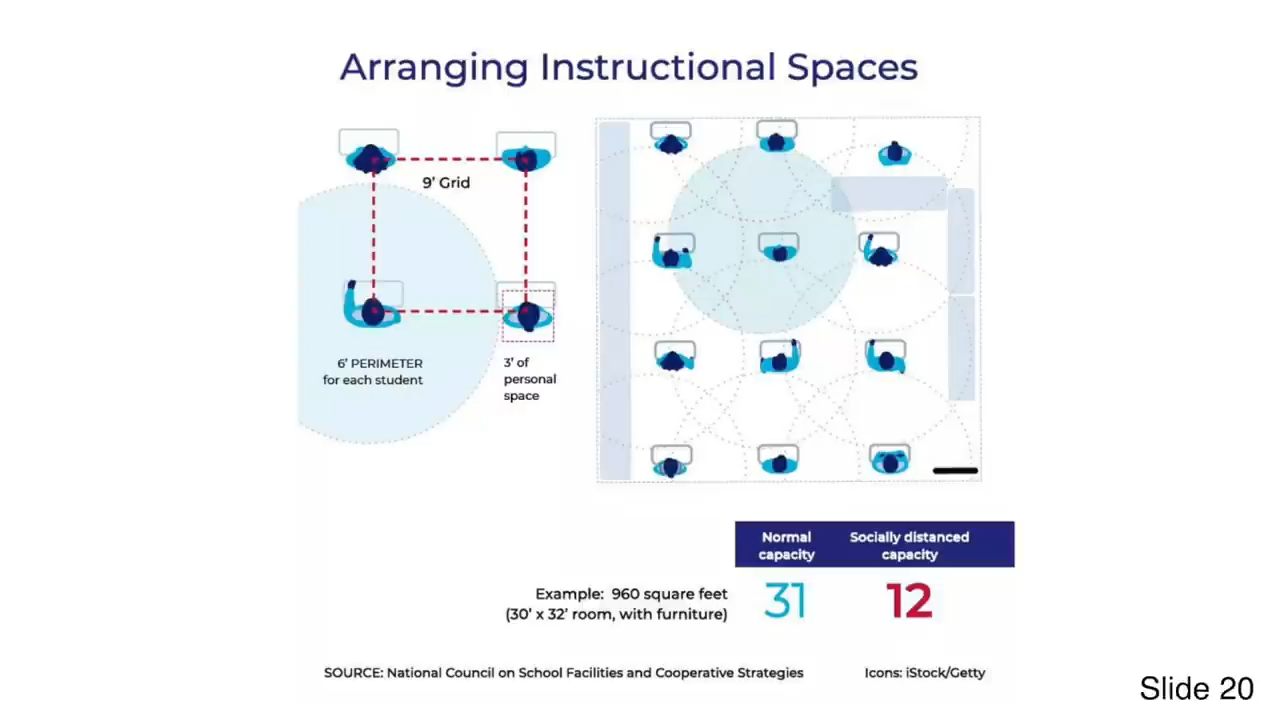 Arranging Instructional Spaces
9' Grid
6' PERIMETER
for each student
3' of
personal
space
Normal
capacity
Socially distanced
capacity
Example: 960 square feet
(30' x 32' room, with furniture)
31
12
SOURCE: National Council on School Facilities and Cooperative Strategies
Icons: iStock/Getty
Slide 20